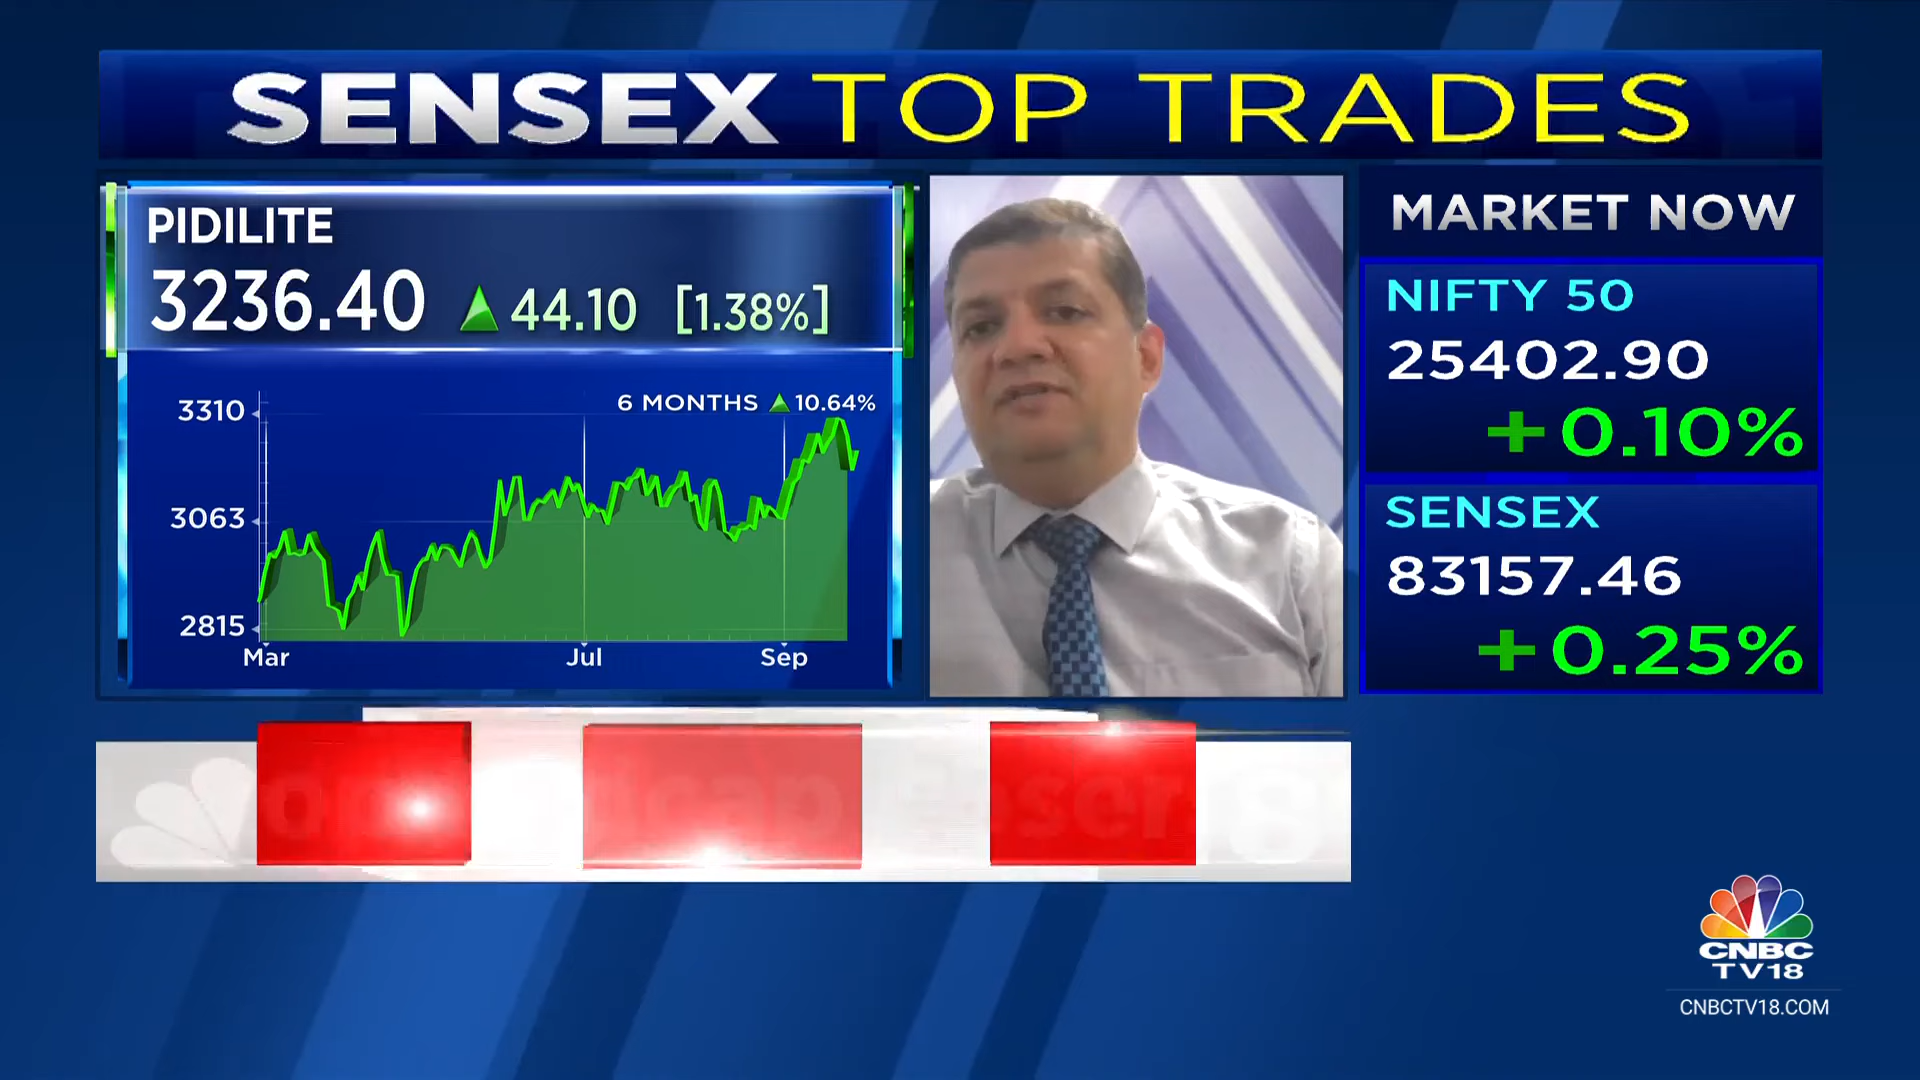 SENSEX TOP TRADES
PIDILITE
3236.40 ▲ 44.10 [1.38%]
6 MONTHS ▲ 10.64%
3310
3063
2815
Mar Jul Sep
MARKET NOW
NIFTY 50
25402.90
+0.10%
SENSEX
83157.46
+0.25%
CNBC
TV18
CNBCTV18.COM